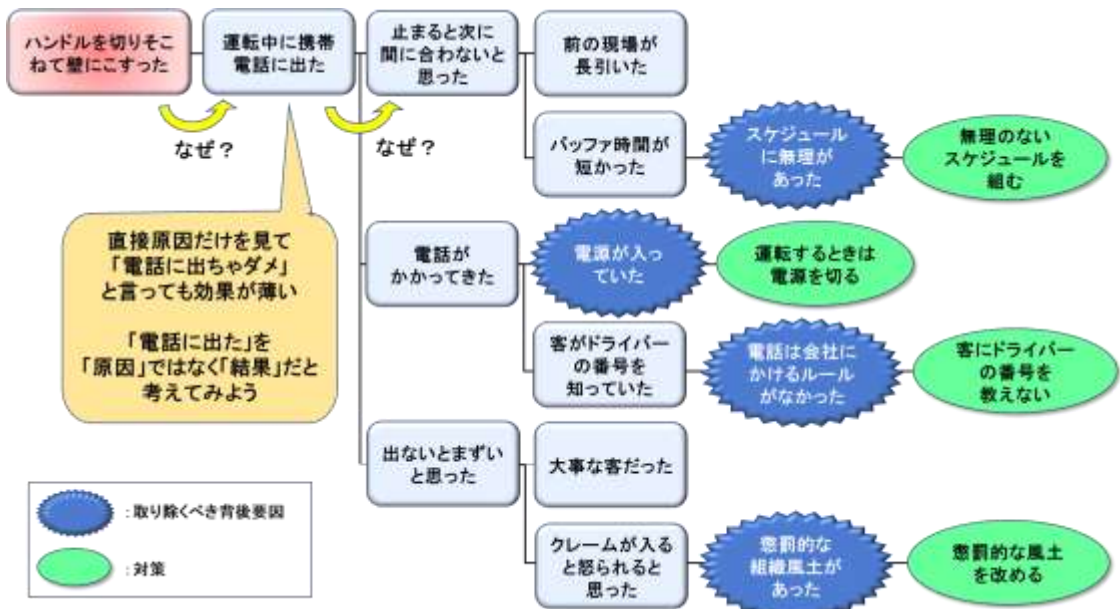 ハンドルを切りそこ
ねて壁にこすった
運転中に携帯
電話に出た
止まると次に
間に合わないと
思った
前の現場が
長引いた
なぜ？
なぜ？
バッファ時間が
短かった
スケジュール
に無理が
あった
無理のない
スケジュールを
組む
直接原因だけを見て
「電話に出ちゃダメ」
と言っても効果が薄い
「電話に出た」を
「原因」ではなく「結果」だと
考えてみよう
電話が
かかってきた
電源が入っ
ていた
運転するときは
電源を切る
客がドライバー
の番号を
知っていた
電話は会社に
かけるルール
がなかった
客にドライバー
の番号を
教えない
出ないとまずい
と思った
大事な客だった
クレームが入る
と怒られると
思った
懲罰的な
組織風土が
あった
懲罰的な風土
を改める
：取り除くべき背後要因
：対策